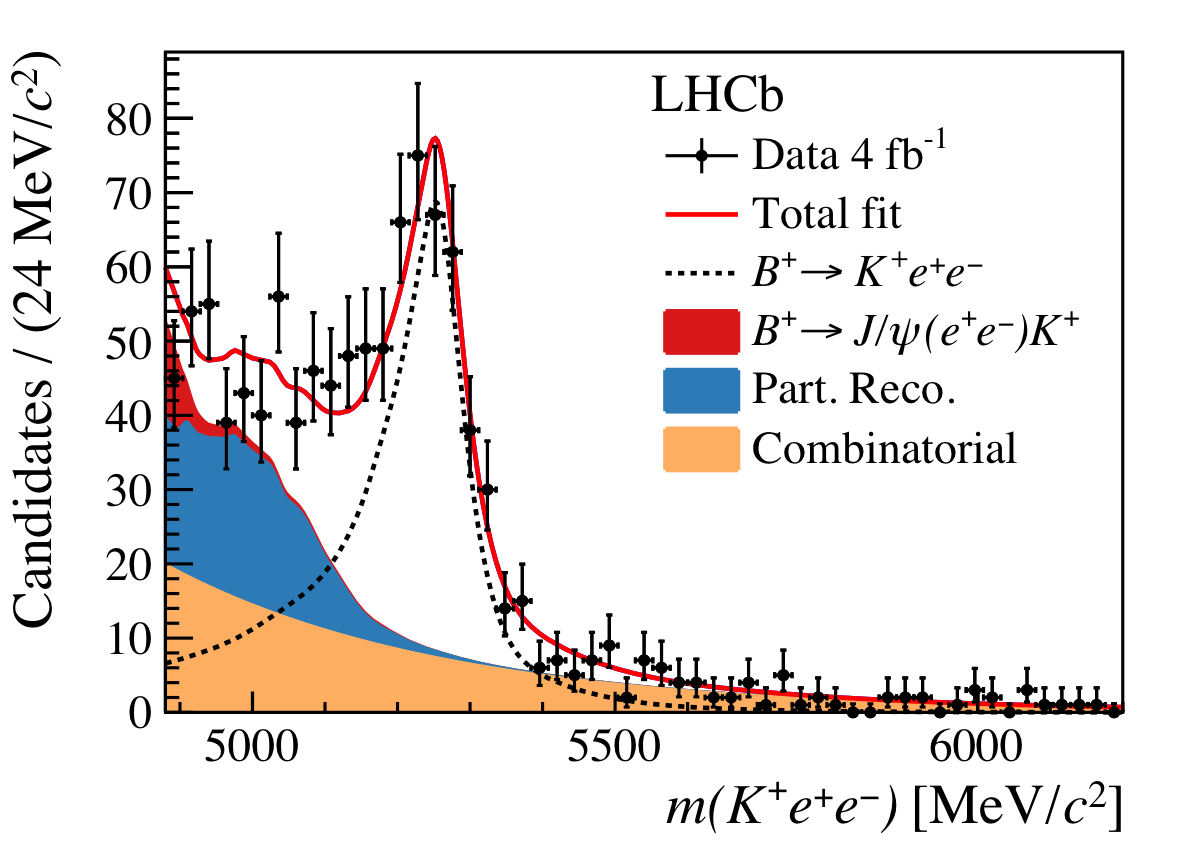 Candidates / (24 MeV/c²)
80
70
60
50
40
30
20
10
0
LHCb
Data 4 fb⁻¹
Total fit
B⁺→ K⁺e⁺e⁻
B⁺→ J/ψ(e⁺e⁻)K⁺
Part. Reco.
Combinatorial
5000 5500 6000
m(K⁺e⁺e⁻) [MeV/c²]